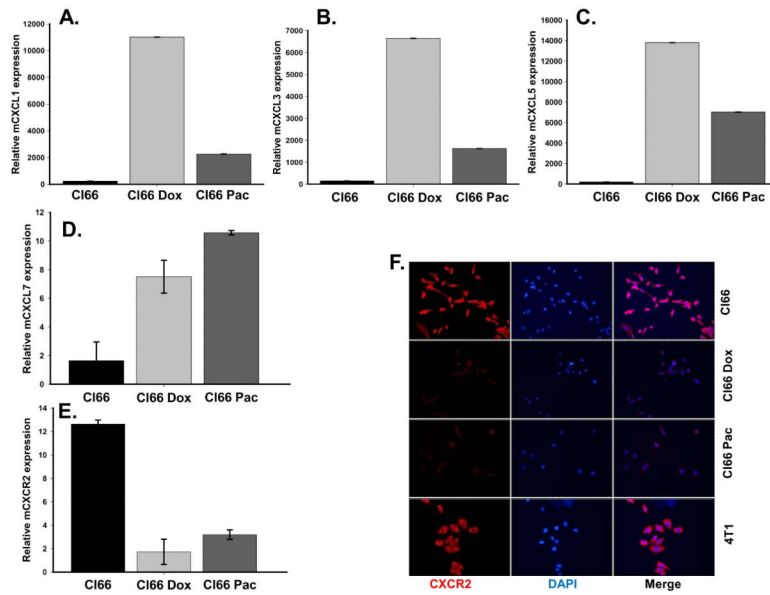 A.
Relative mCXCL1 expression
12000
10000
8000
6000
4000
2000
0
Cl66 Cl66 Dox Cl66 Pac
B.
Relative mCXCL3 expression
7000
6000
5000
4000
3000
2000
1000
0
Cl66 Cl66 Dox Cl66 Pac
C.
Relative mCXCL5 expression
16000
14000
12000
10000
8000
6000
4000
2000
0
Cl66 Cl66 Dox Cl66 Pac
D.
Relative mCXCL7 expression
12
10
8
6
4
2
0
Cl66 Cl66 Dox Cl66 Pac
E.
Relative mCXCR2 expression
14
12
10
8
6
4
2
0
Cl66 Cl66 Dox Cl66 Pac
F.
Cl66
Cl66 Dox
Cl66 Pac
4T1
CXCR2 DAPI Merge